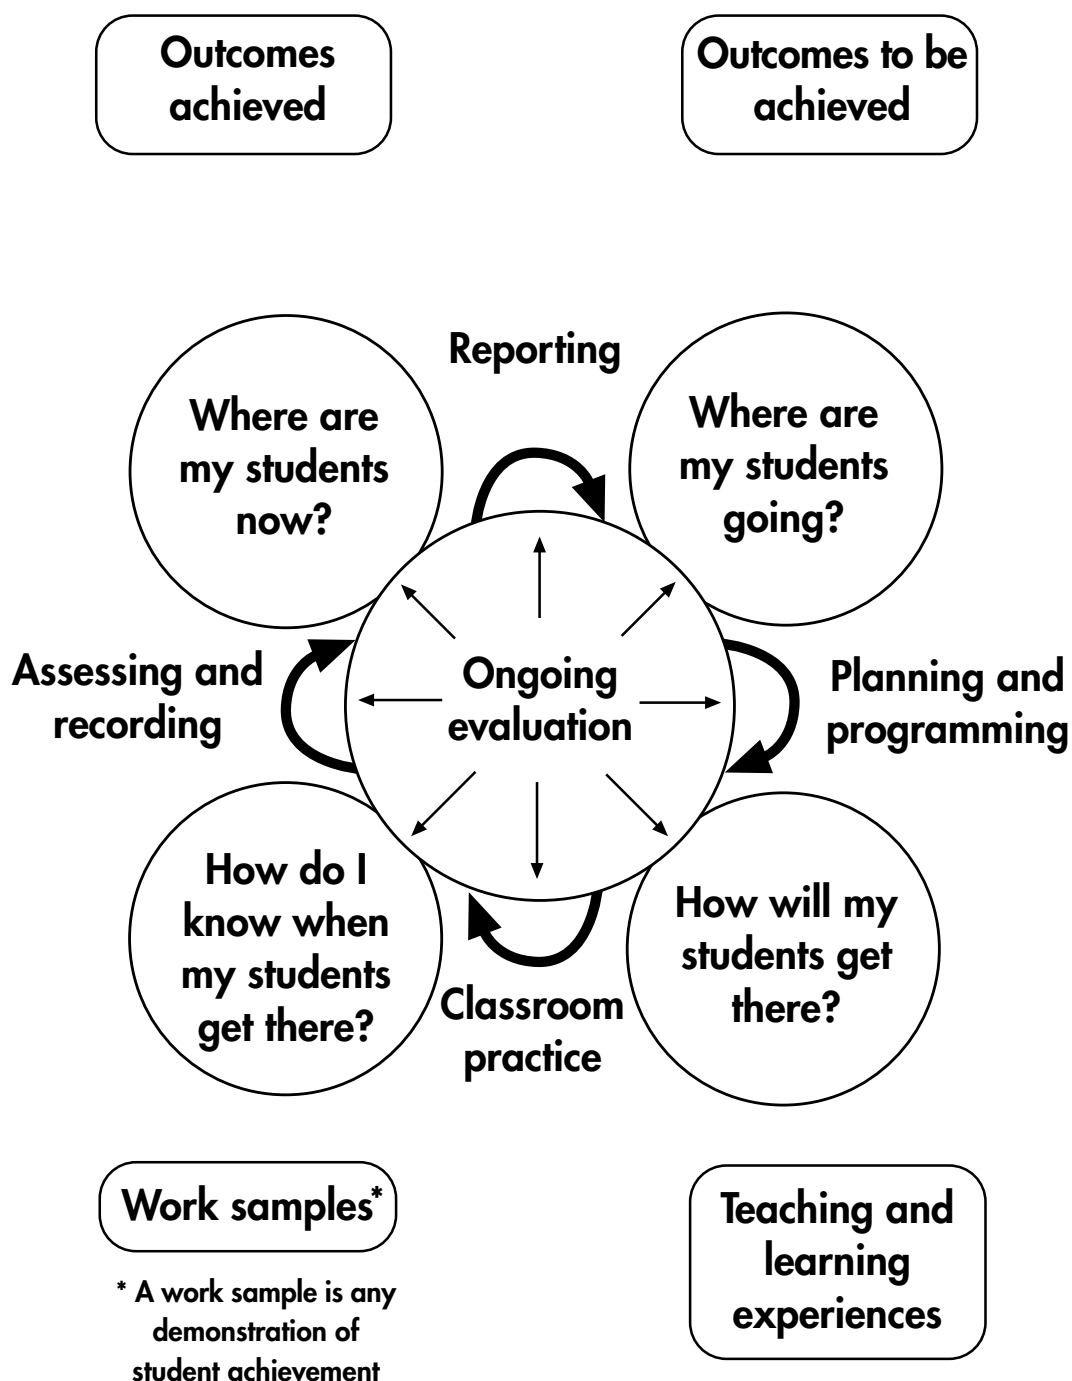 Outcomes
achieved
Outcomes to be
achieved
Reporting
Where are
my students
now?
Where are
my students
going?
Assessing and
recording
Ongoing
evaluation
Planning and
programming
How do I
know when
my students
get there?
How will my
students get
there?
Classroom
practice
Work samples*
* A work sample is any
demonstration of
student achievement
Teaching and
learning
experiences